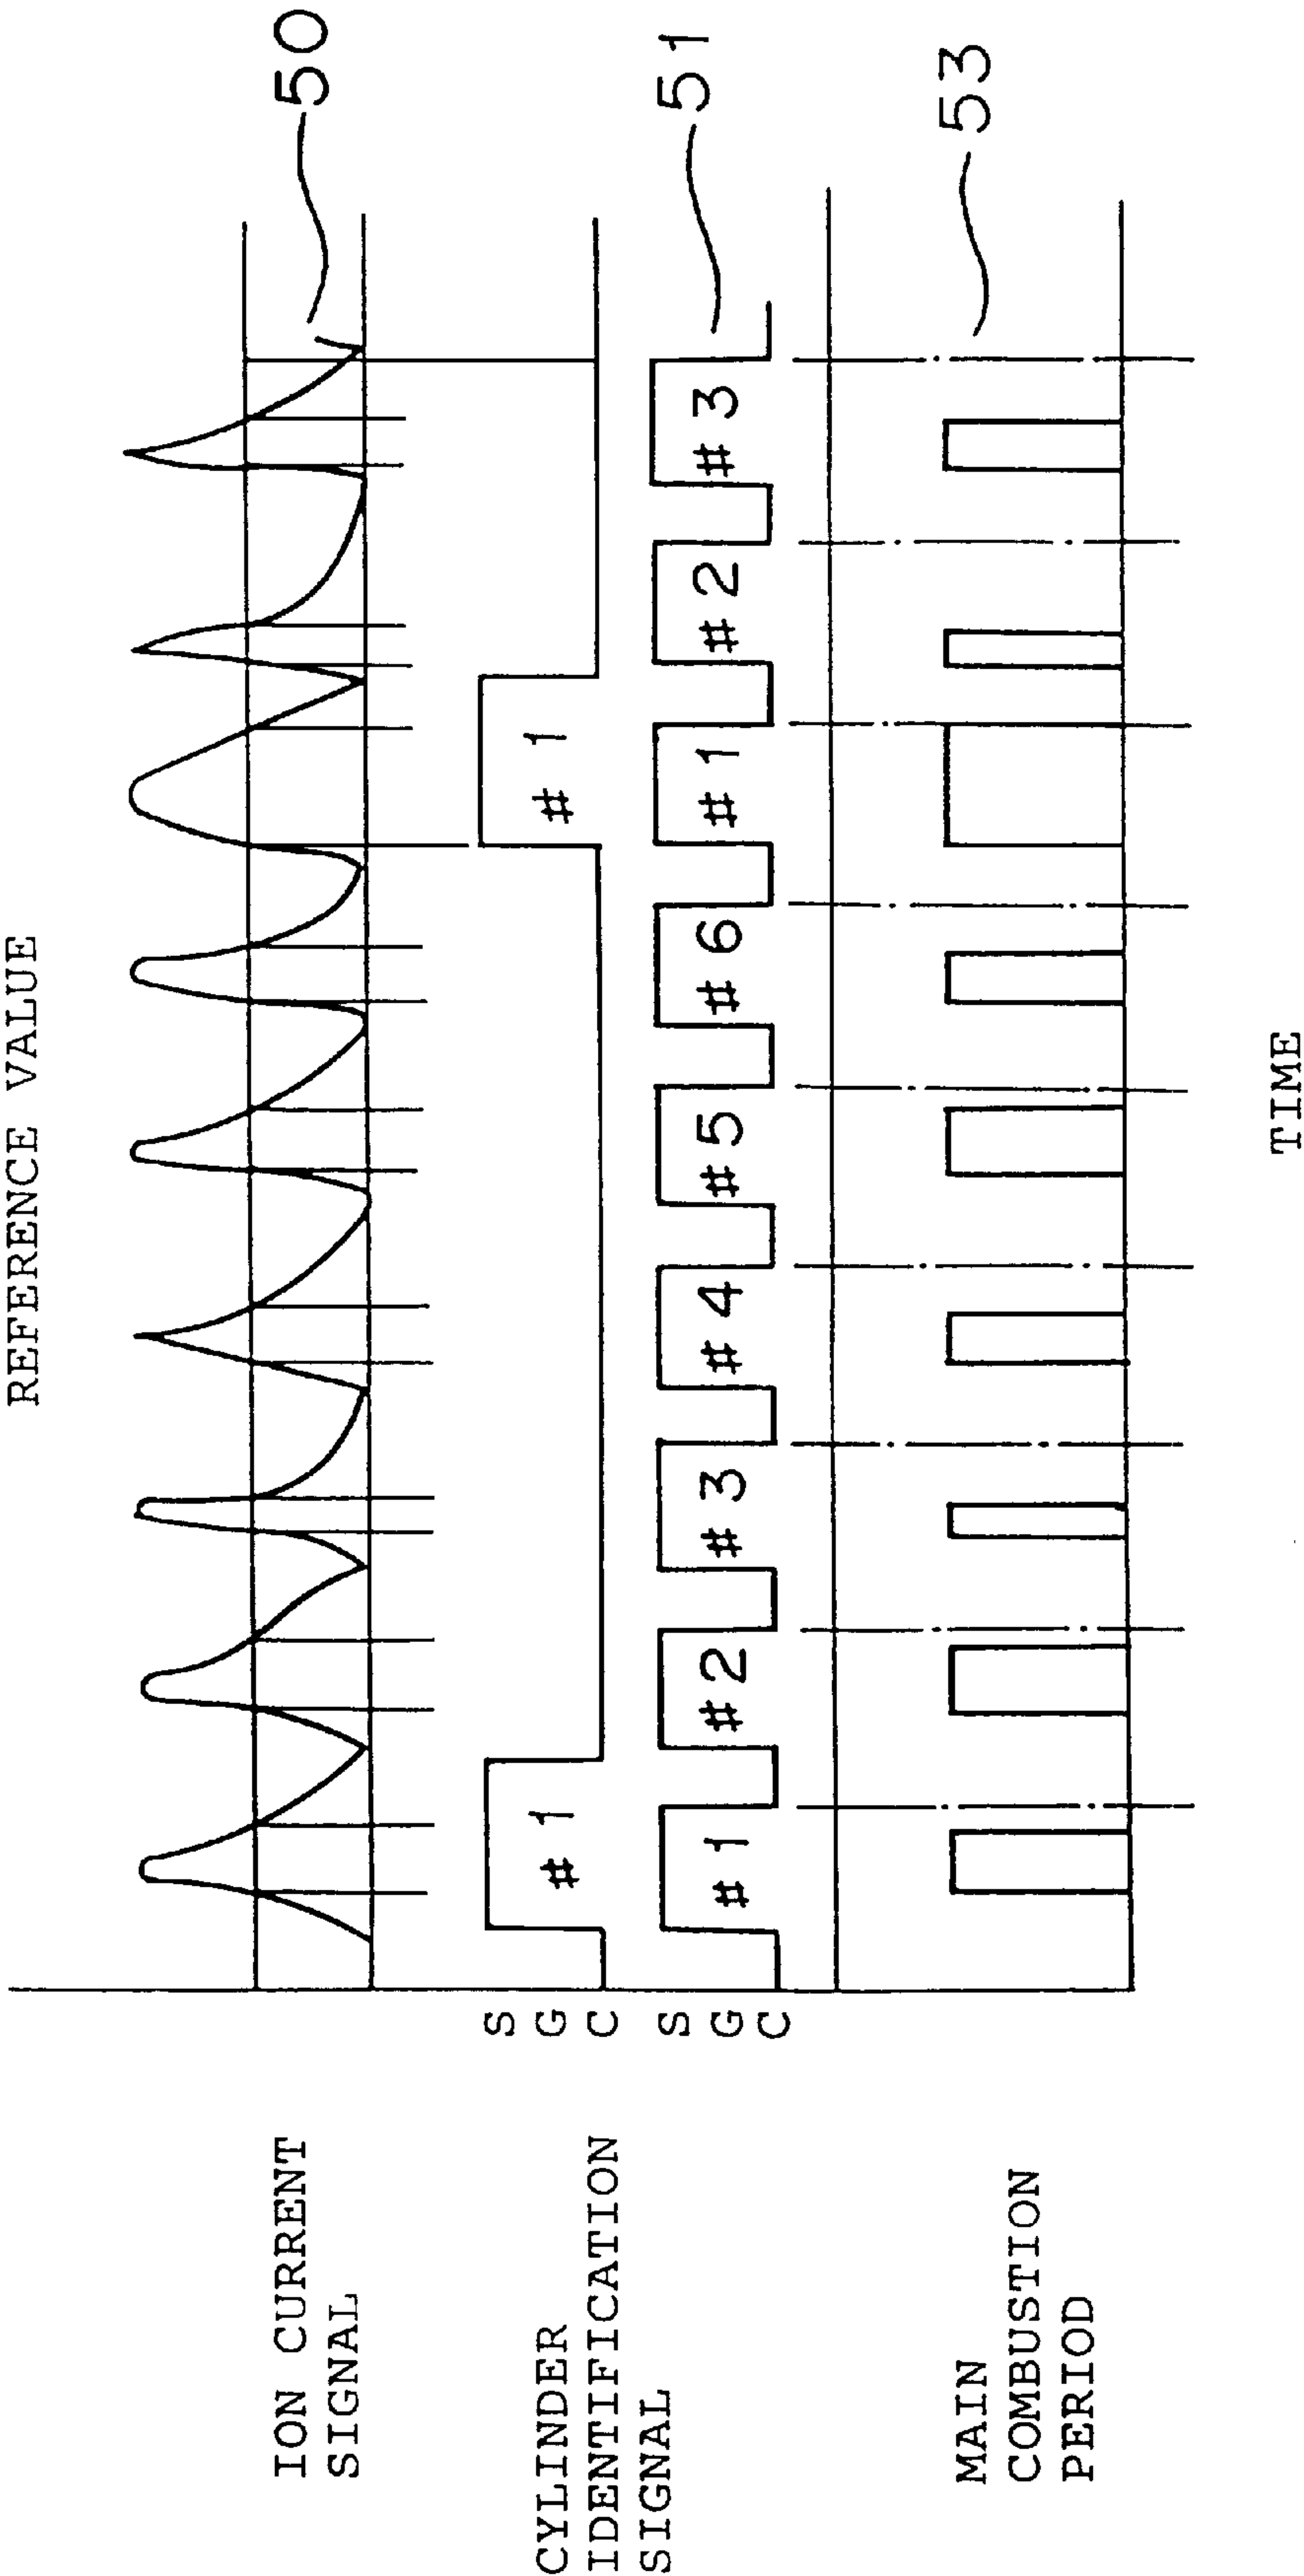 REFERENCE VALUE
ION CURRENT
SIGNAL
50
CYLINDER
IDENTIFICATION
SIGNAL
S
G
C
#1
#1
S
G
C
#1
#2
#3
#4
#5
#6
#1
#2
#3
51
MAIN
COMBUSTION
PERIOD
53
TIME